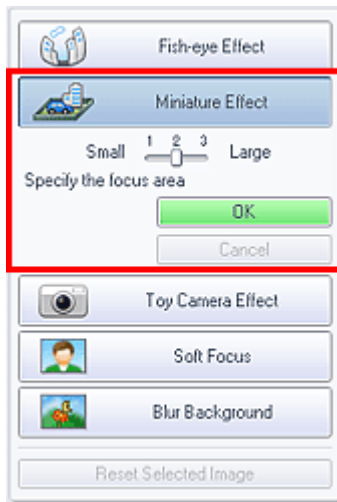 Fish-eye Effect
Miniature Effect
1 2 3
Small Large
Specify the focus area
OK
Cancel
Toy Camera Effect
Soft Focus
Blur Background
Reset Selected Image